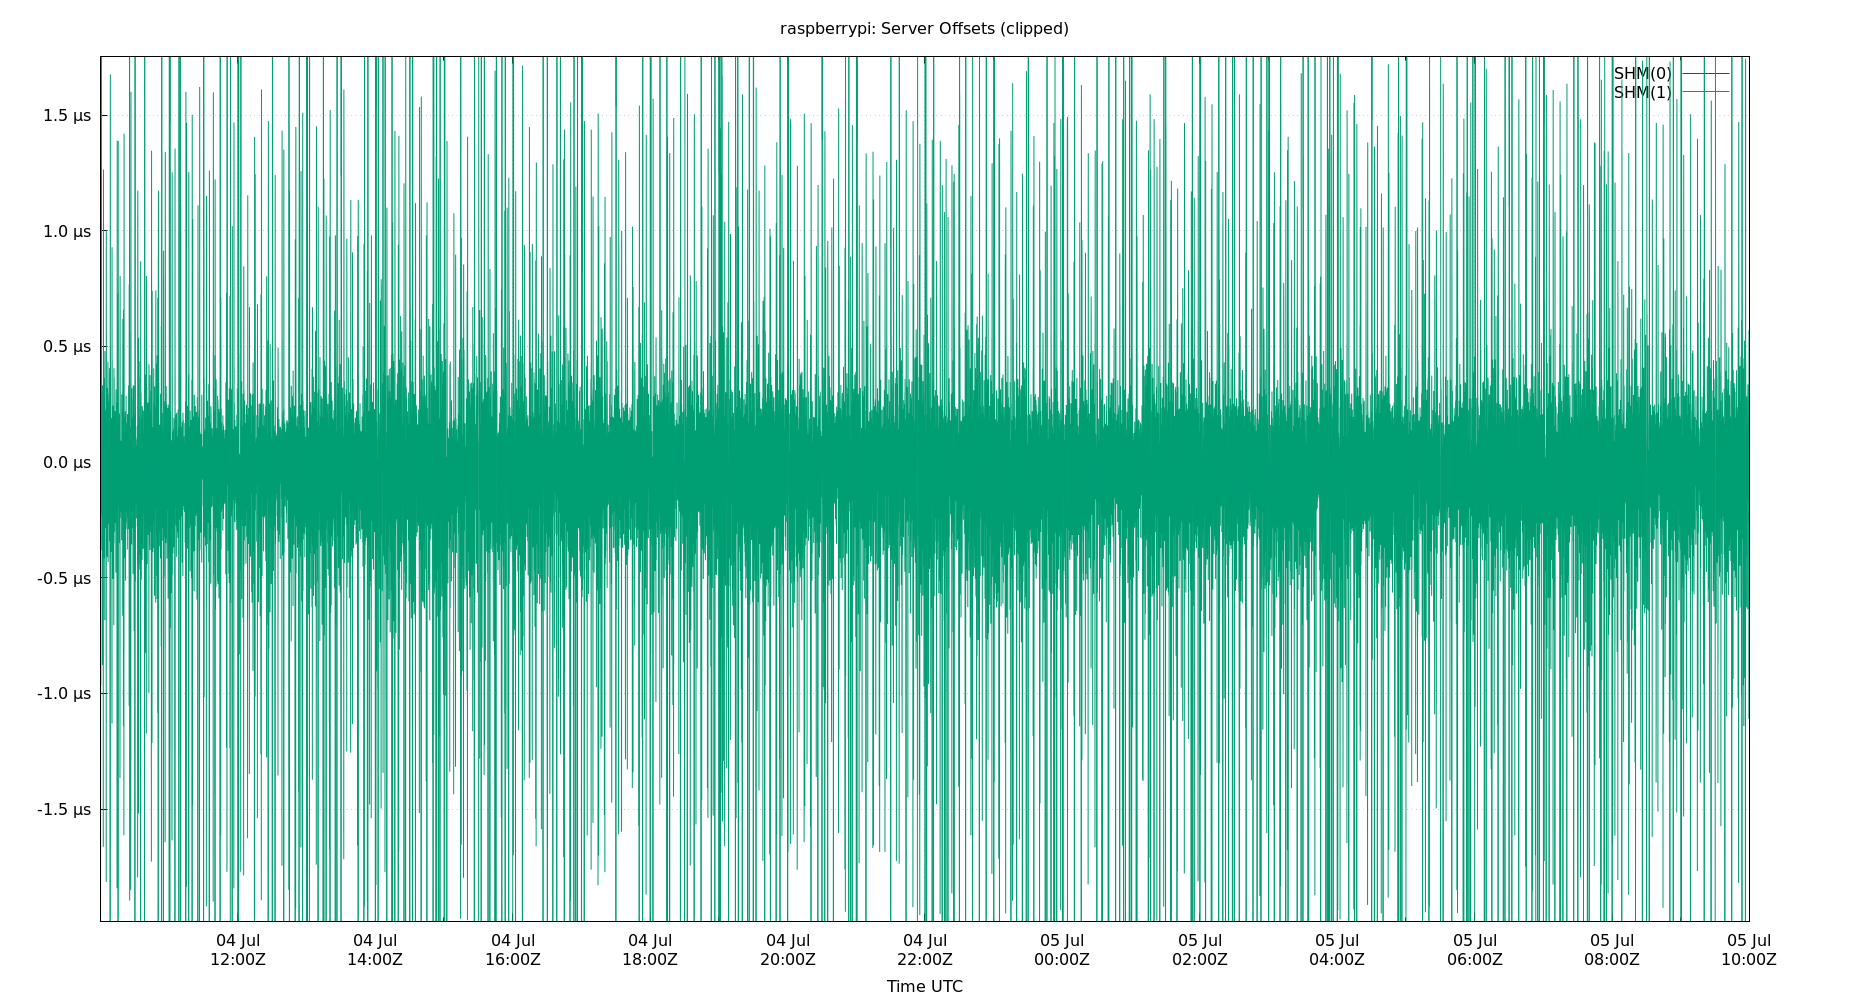 raspberrypi: Server Offsets (clipped)
SHM(0)
SHM(1)
1.5 µs
1.0 µs
0.5 µs
0.0 µs
-0.5 µs
-1.0 µs
-1.5 µs
04 Jul 04 Jul 04 Jul 04 Jul 04 Jul 04 Jul 05 Jul 05 Jul 05 Jul 05 Jul 05 Jul 05 Jul
12:00Z 14:00Z 16:00Z 18:00Z 20:00Z 22:00Z 00:00Z 02:00Z 04:00Z 06:00Z 08:00Z 10:00Z
Time UTC